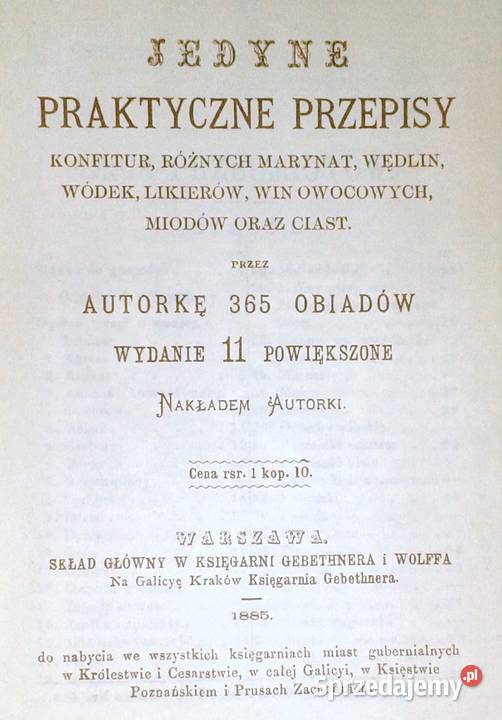 JEDYNE
PRAKTYCZNE PRZEPISY
KONFITUR, RÓŻNYCH MARYNAT, WĘDLIN,
WÓDEK, LIKIERÓW, WIN OWOCOWYCH,
MIODÓW ORAZ CIAST.
PRZEZ
AUTORKĘ 365 OBIADÓW
WYDANIE 11 POWIĘKSZONE
NAKŁADEM AUTORKI.
Cena rsr. 1 kop. 10.
WARSZAWA.
SKŁAD GŁÓWNY W KSIĘGARNI GEBETHNERA i WOLFFA
Na Galicyę Kraków Księgarnia Gebethnera.
1885.
do nabycia we wszystkich księgarniach miast gubernialnych
w Królestwie i Cesarstwie, w całej Galicyi, w Księstwie
Poznańskiem i Prusach
Sprzedajemy.pl